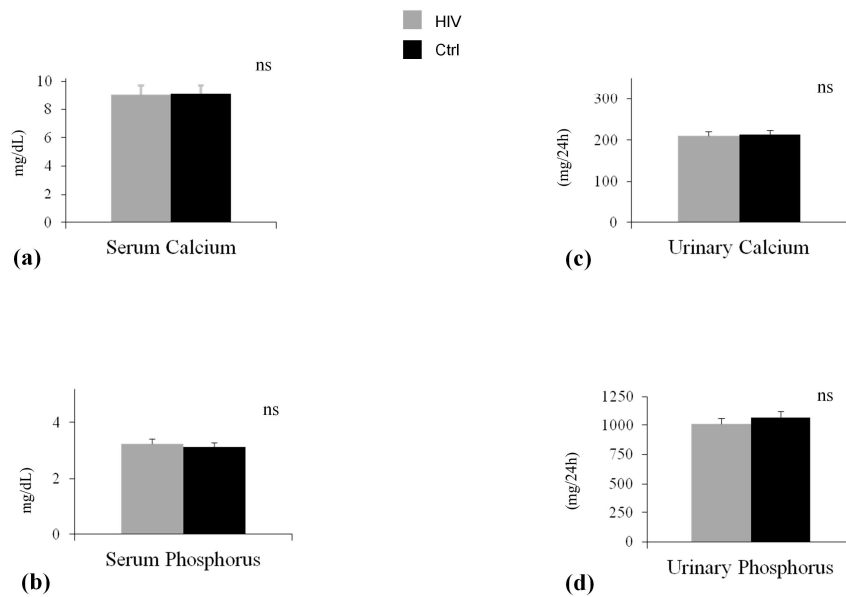 HIV
Ctrl
ns
10
8
6
4
2
0
mg/dL)
Serum Calcium
(a)
ns
300
200
100
0
(mg/24h)
Urinary Calcium
(c)
ns
4
2
0
mg/dL)
Serum Phosphorus
(b)
ns
1250
1000
750
500
250
0
(mg/24h)
Urinary Phosphorus
(d)